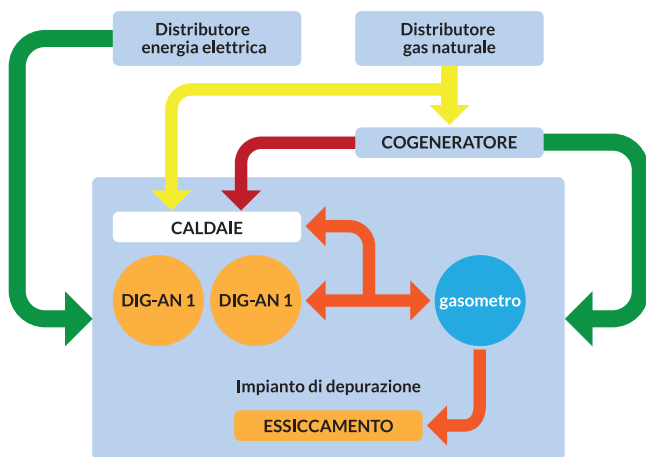 Distributore
energia elettrica
Distributore
gas naturale
COGENERATORE
CALDAIE
DIG-AN 1
DIG-AN 1
gasometro
Impianto di depurazione
ESSICCAMENTO